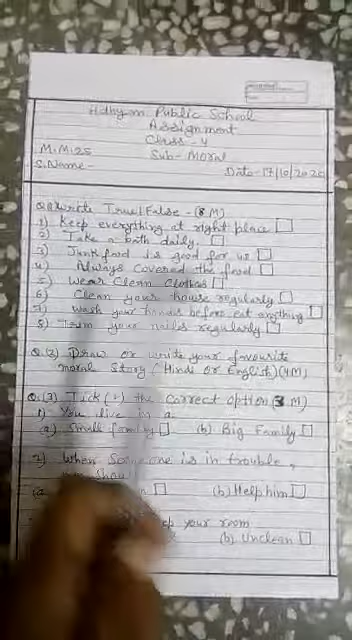 Udhyam Public School
Assignment
Class - 4
M.M:25 Sub- Moral
S.Name- Date- 17/10/2020
Q.(1) Write True/False - (8 M)
1) Keep everything at right place
2) Take a bath daily.
3) Junk food is good for us
4) Always covered the food
5) Wear Clean Clothes
6) Clean your house regularly
7) Wash your hands before eat anything
8) Trim your nails regularly
Q.(2) Draw or write your favourite
moral Story (Hindi or English) (4M)
Q.(3) Tick (✓) the Correct option (3 M)
1) You live in a
a) Small family (b) Big Family
2) When Someone is in trouble,
(a (b) Help him
your room
(b) Unclean